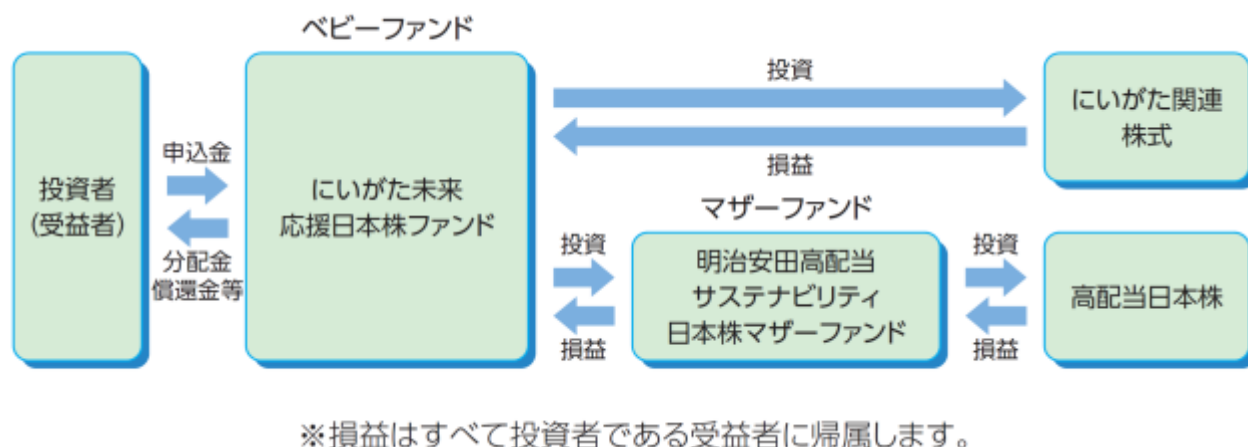 ベビーファンド
投資者
(受益者)
申込金
分配金
償還金等
にいがた未来
応援日本株ファンド
投資
損益
にいがた関連
株式
マザーファンド
投資
損益
明治安田高配当
サステナビリティ
日本株マザーファンド
投資
損益
高配当日本株
※損益はすべて投資者である受益者に帰属します。